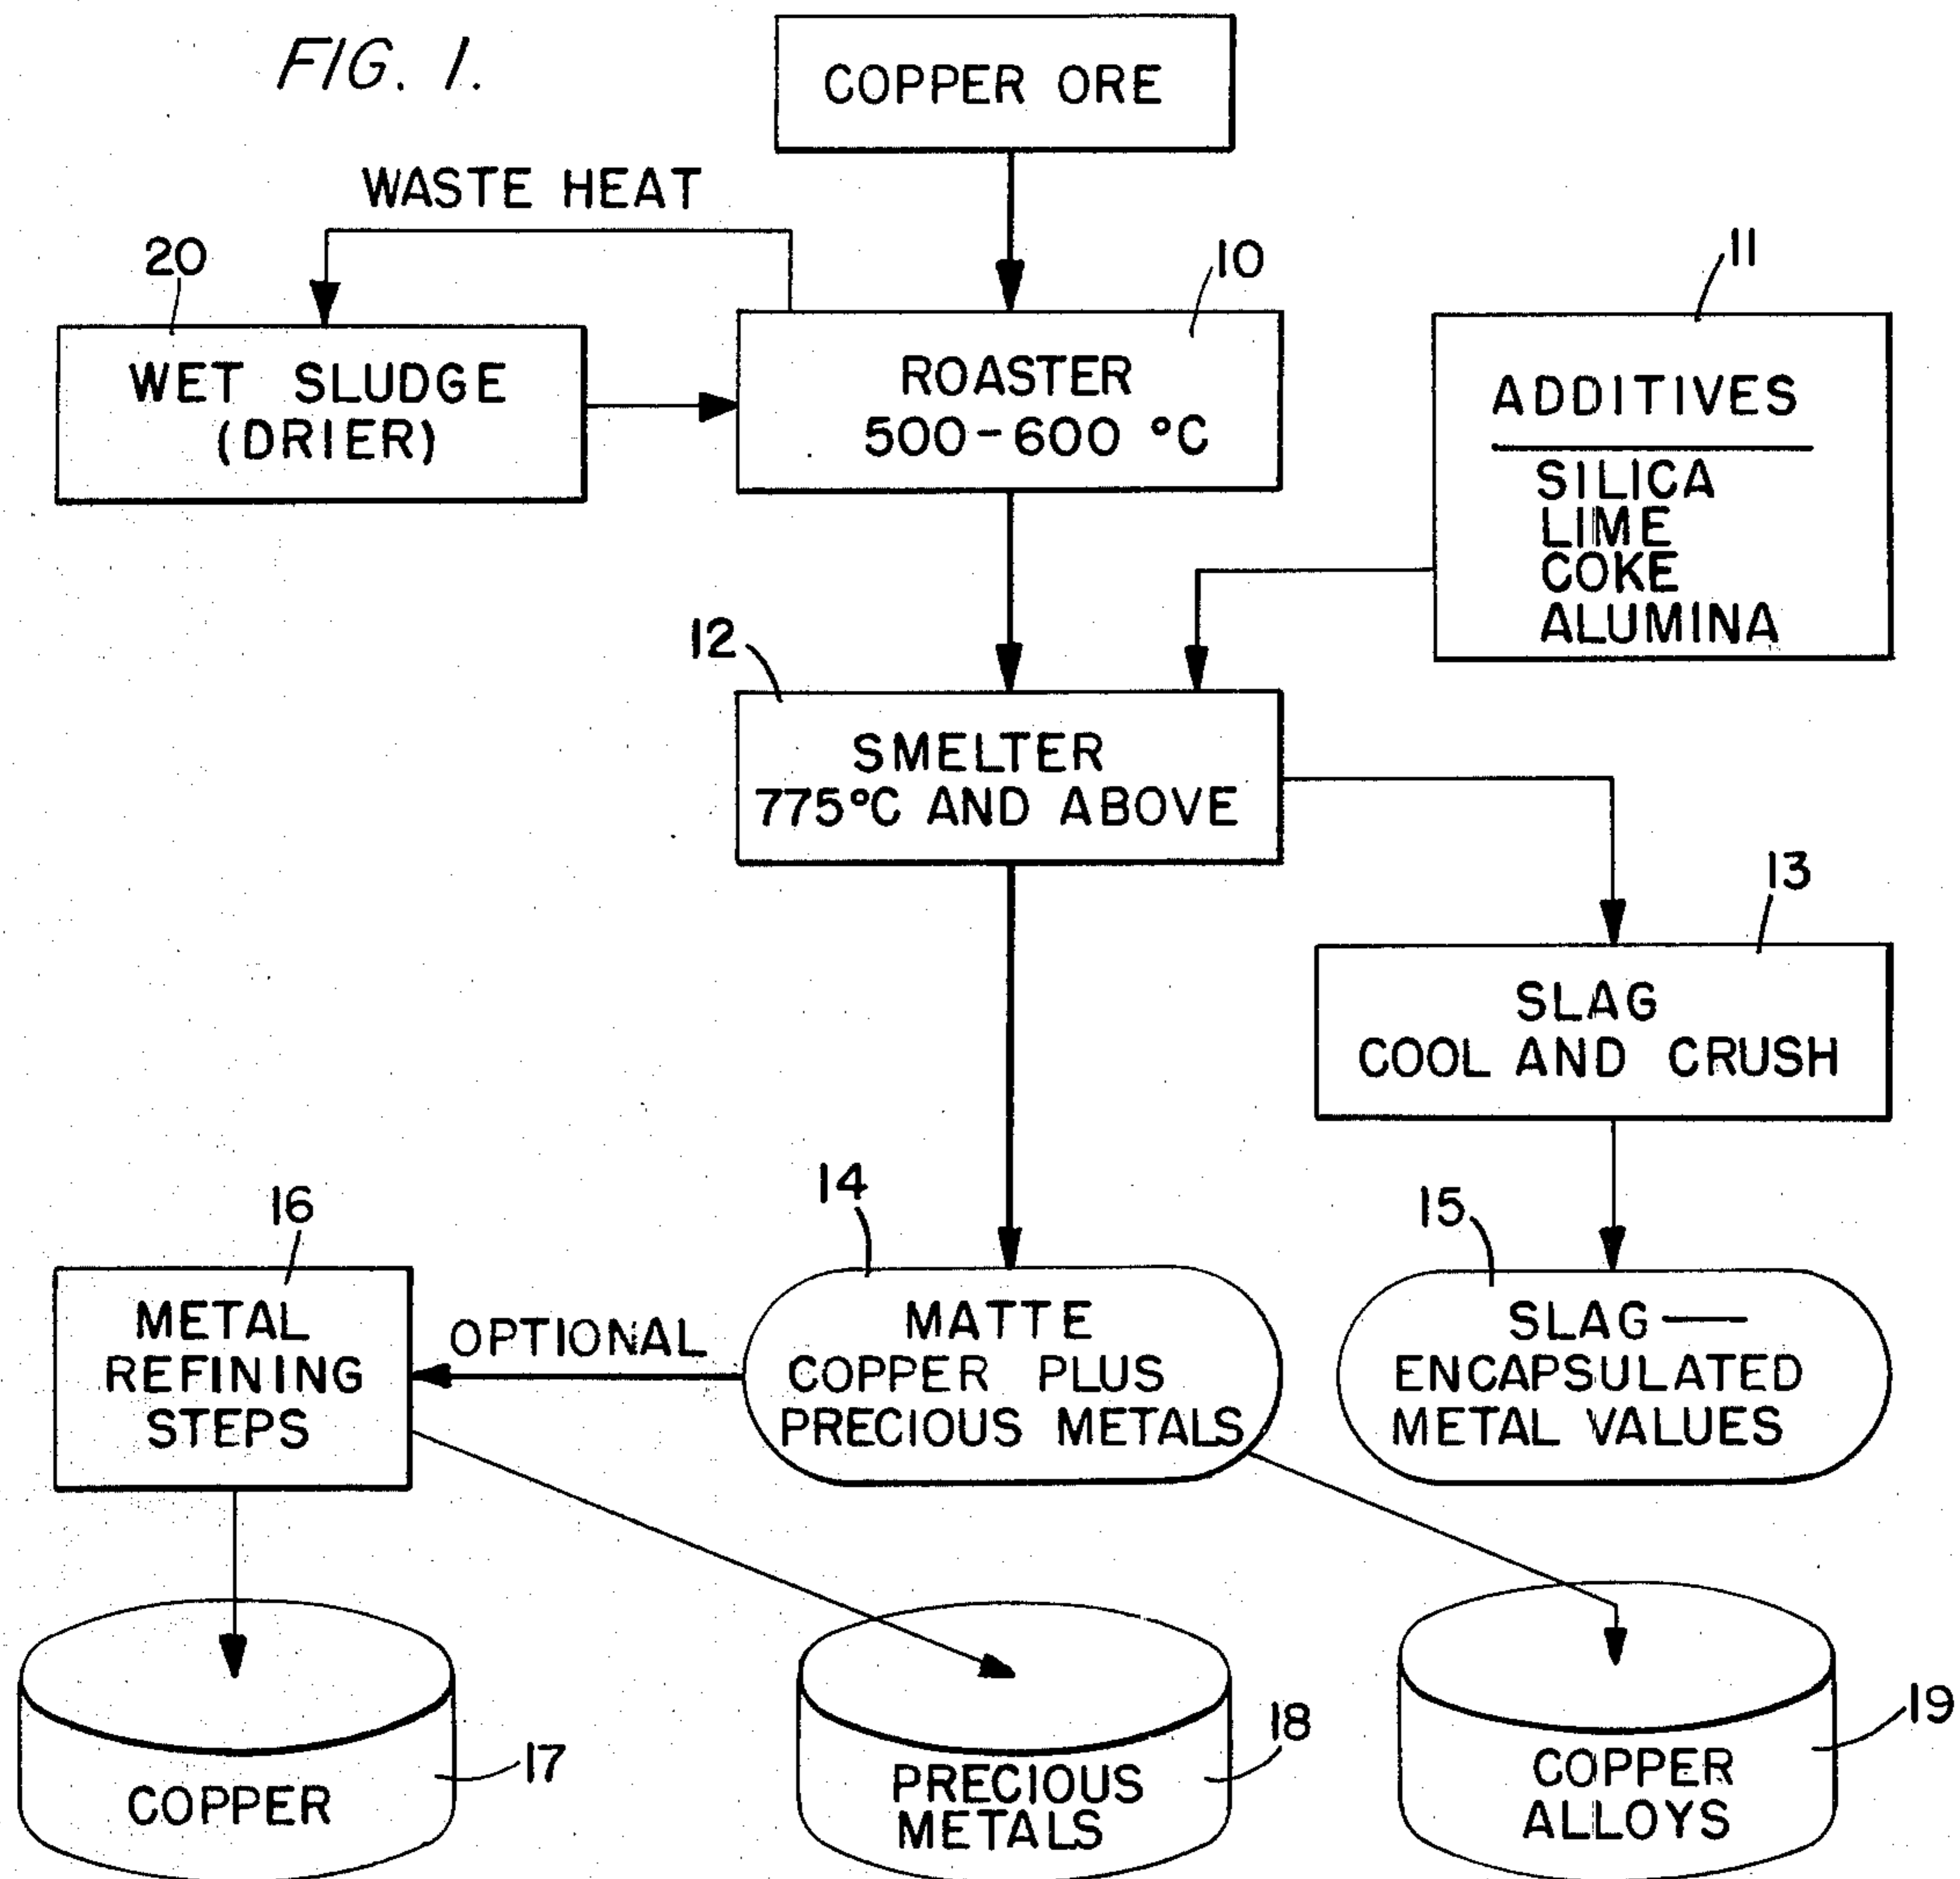 FIG. 1.
COPPER ORE
WASTE HEAT
20
10
11
WET SLUDGE
(DRIER)
ROASTER
500-600 °C
ADDITIVES
SILICA
LIME
COKE
ALUMINA
12
SMELTER
775°C AND ABOVE
13
SLAG
COOL AND CRUSH
14
15
16
METAL
REFINING
STEPS
OPTIONAL
MATTE
COPPER PLUS
PRECIOUS METALS
SLAG—
ENCAPSULATED
METAL VALUES
17
COPPER
18
PRECIOUS
METALS
19
COPPER
ALLOYS